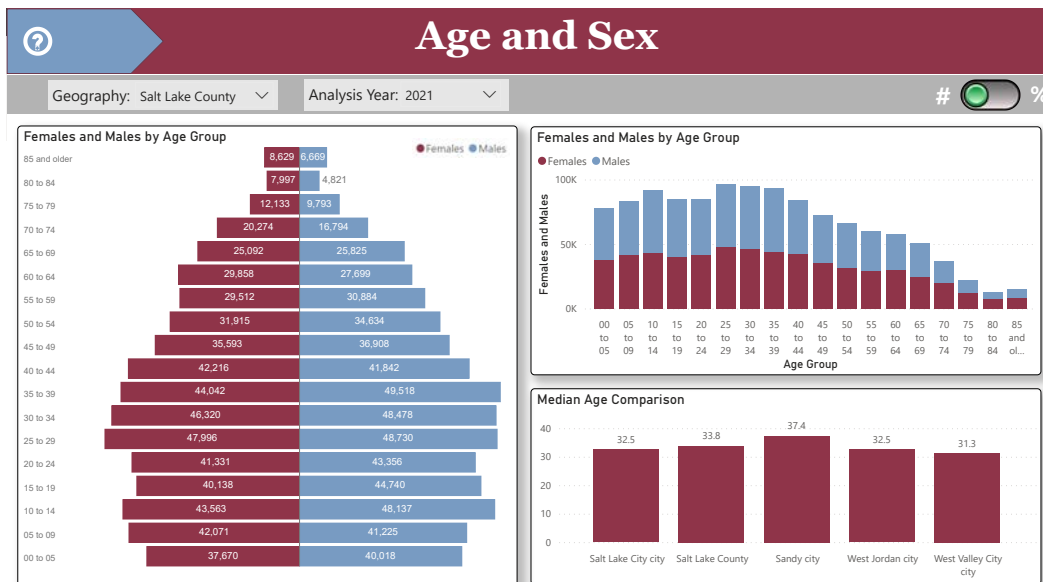 ?
Age and Sex
Geography: Salt Lake County
Analysis Year: 2021
# %
Females and Males by Age Group
Females Males
85 and older 8,629 6,669
80 to 84 7,997 4,821
75 to 79 12,133 9,793
70 to 74 20,274 16,794
65 to 69 25,092 25,825
60 to 64 29,858 27,699
55 to 59 29,512 30,884
50 to 54 31,915 34,634
45 to 49 35,593 36,908
40 to 44 42,216 41,842
35 to 39 44,042 49,518
30 to 34 46,320 48,478
25 to 29 47,996 48,730
20 to 24 41,331 43,356
15 to 19 40,138 44,740
10 to 14 43,563 48,137
05 to 09 42,071 41,225
00 to 05 37,670 40,018
Females and Males by Age Group
Females Males
Females and Males
100K
50K
0K
00 05 10 15 20 25 30 35 40 45 50 55 60 65 70 75 80 85
to to to to to to to to to to to to to to to to to and
05 09 14 19 24 29 34 39 44 49 54 59 64 69 74 79 84 ol...
Age Group
Median Age Comparison
40
30
20
10
0
32.5 33.8 37.4 32.5 31.3
Salt Lake City city Salt Lake County Sandy city West Jordan city West Valley City
city